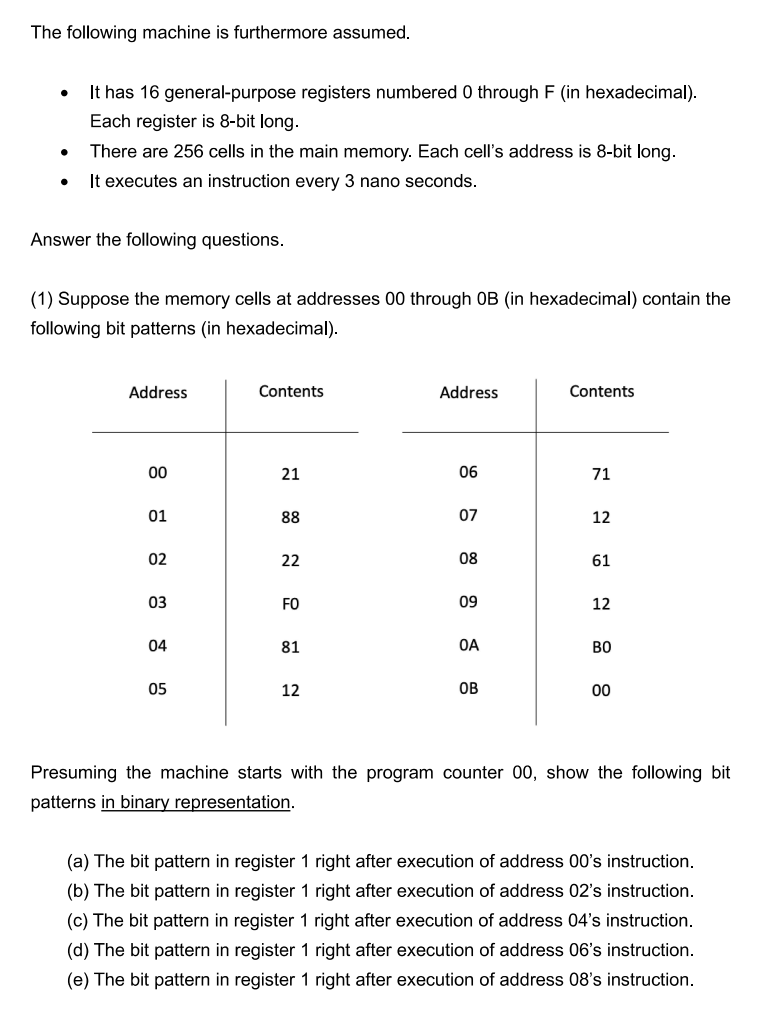 The following machine is furthermore assumed.
• It has 16 general-purpose registers numbered 0 through F (in hexadecimal).
Each register is 8-bit long.
• There are 256 cells in the main memory. Each cell's address is 8-bit long.
• It executes an instruction every 3 nano seconds.
Answer the following questions.
(1) Suppose the memory cells at addresses 00 through 0B (in hexadecimal) contain the
following bit patterns (in hexadecimal).
Address Contents Address Contents
00 21 06 71
01 88 07 12
02 22 08 61
03 F0 09 12
04 81 0A B0
05 12 0B 00
Presuming the machine starts with the program counter 00, show the following bit
patterns in binary representation.
(a) The bit pattern in register 1 right after execution of address 00's instruction.
(b) The bit pattern in register 1 right after execution of address 02's instruction.
(c) The bit pattern in register 1 right after execution of address 04's instruction.
(d) The bit pattern in register 1 right after execution of address 06's instruction.
(e) The bit pattern in register 1 right after execution of address 08's instruction.